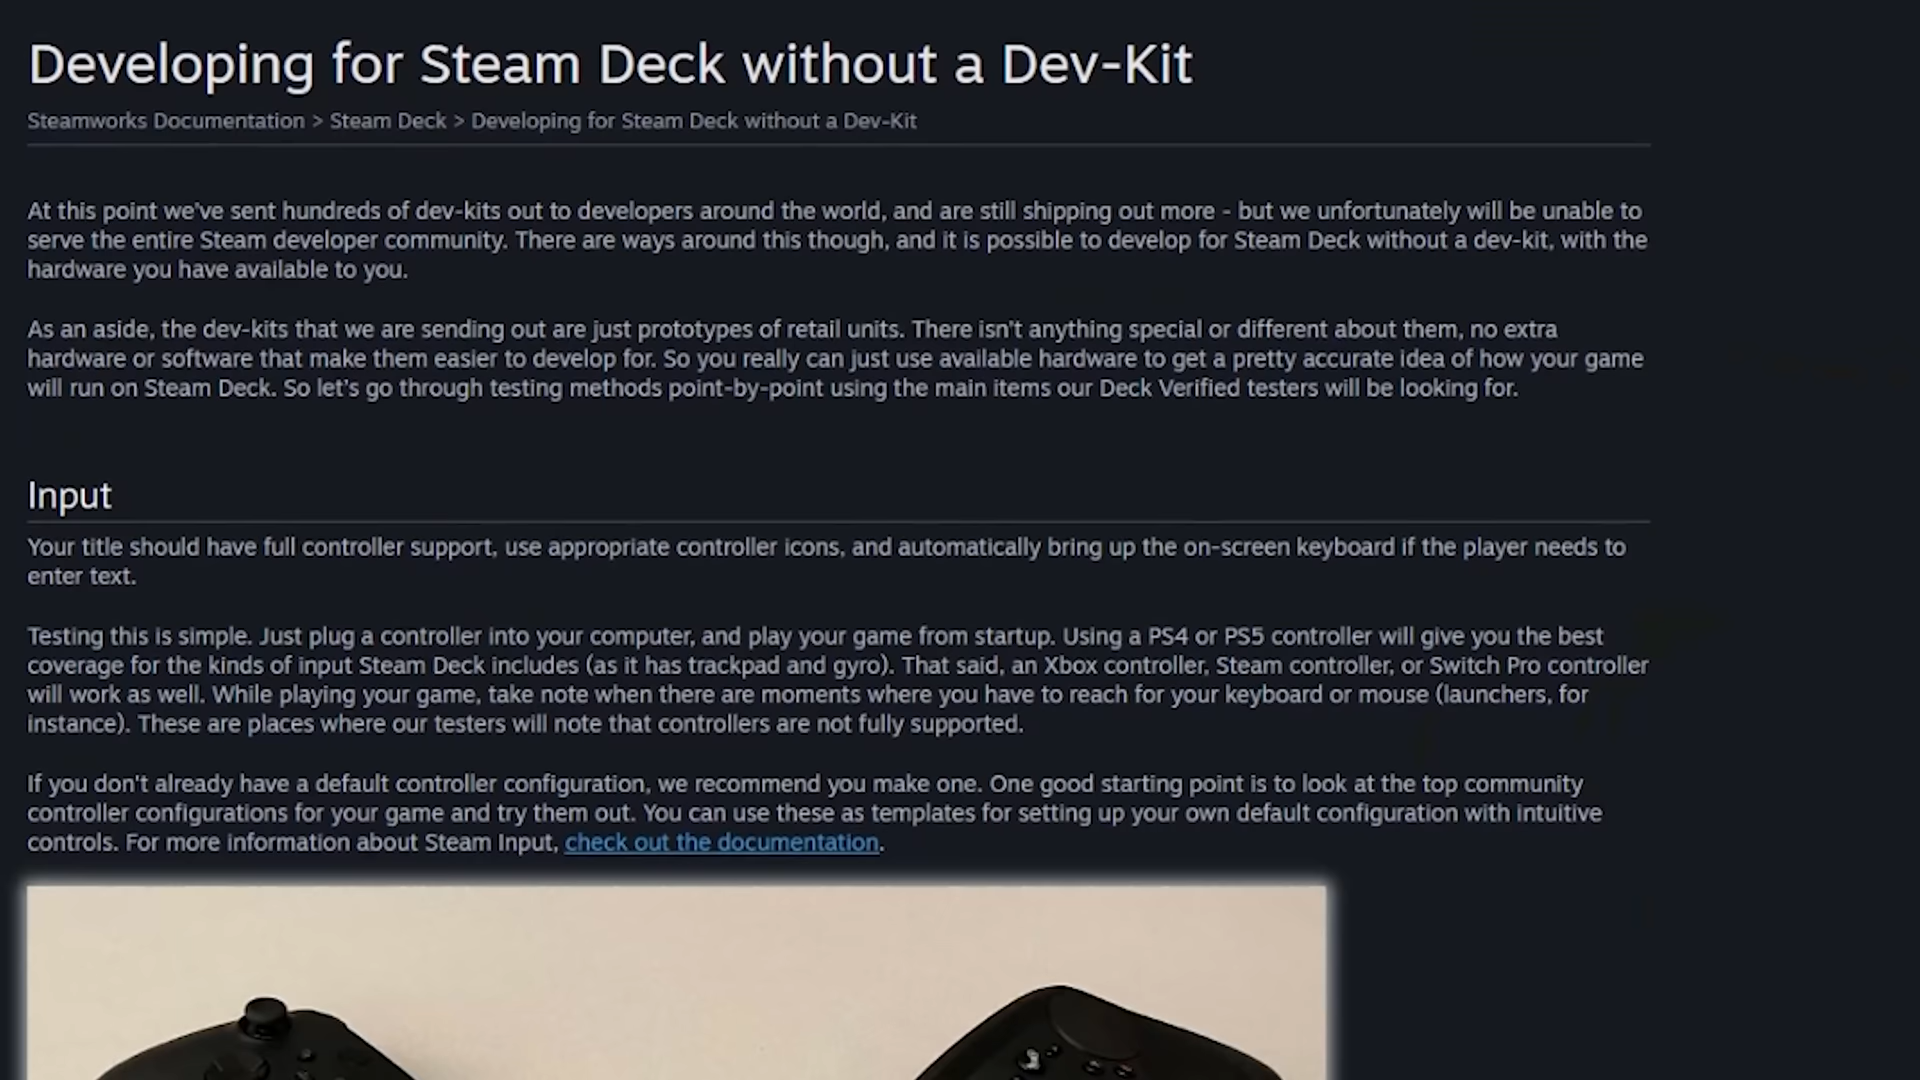 Developing for Steam Deck without a Dev-Kit
Steamworks Documentation > Steam Deck > Developing for Steam Deck without a Dev-Kit
At this point we've sent hundreds of dev-kits out to developers around the world, and are still shipping out more - but we unfortunately will be unable to
serve the entire Steam developer community. There are ways around this though, and it is possible to develop for Steam Deck without a dev-kit, with the
hardware you have available to you.
As an aside, the dev-kits that we are sending out are just prototypes of retail units. There isn't anything special or different about them, no extra
hardware or software that make them easier to develop for. So you really can just use available hardware to get a pretty accurate idea of how your game
will run on Steam Deck. So let's go through testing methods point-by-point using the main items our Deck Verified testers will be looking for.
Input
Your title should have full controller support, use appropriate controller icons, and automatically bring up the on-screen keyboard if the player needs to
enter text.
Testing this is simple. Just plug a controller into your computer, and play your game from startup. Using a PS4 or PS5 controller will give you the best
coverage for the kinds of input Steam Deck includes (as it has trackpad and gyro). That said, an Xbox controller, Steam controller, or Switch Pro controller
will work as well. While playing your game, take note when there are moments where you have to reach for your keyboard or mouse (launchers, for
instance). These are places where our testers will note that controllers are not fully supported.
If you don't already have a default controller configuration, we recommend you make one. One good starting point is to look at the top community
controller configurations for your game and try them out. You can use these as templates for setting up your own default configuration with intuitive
controls. For more information about Steam Input, check out the documentation.